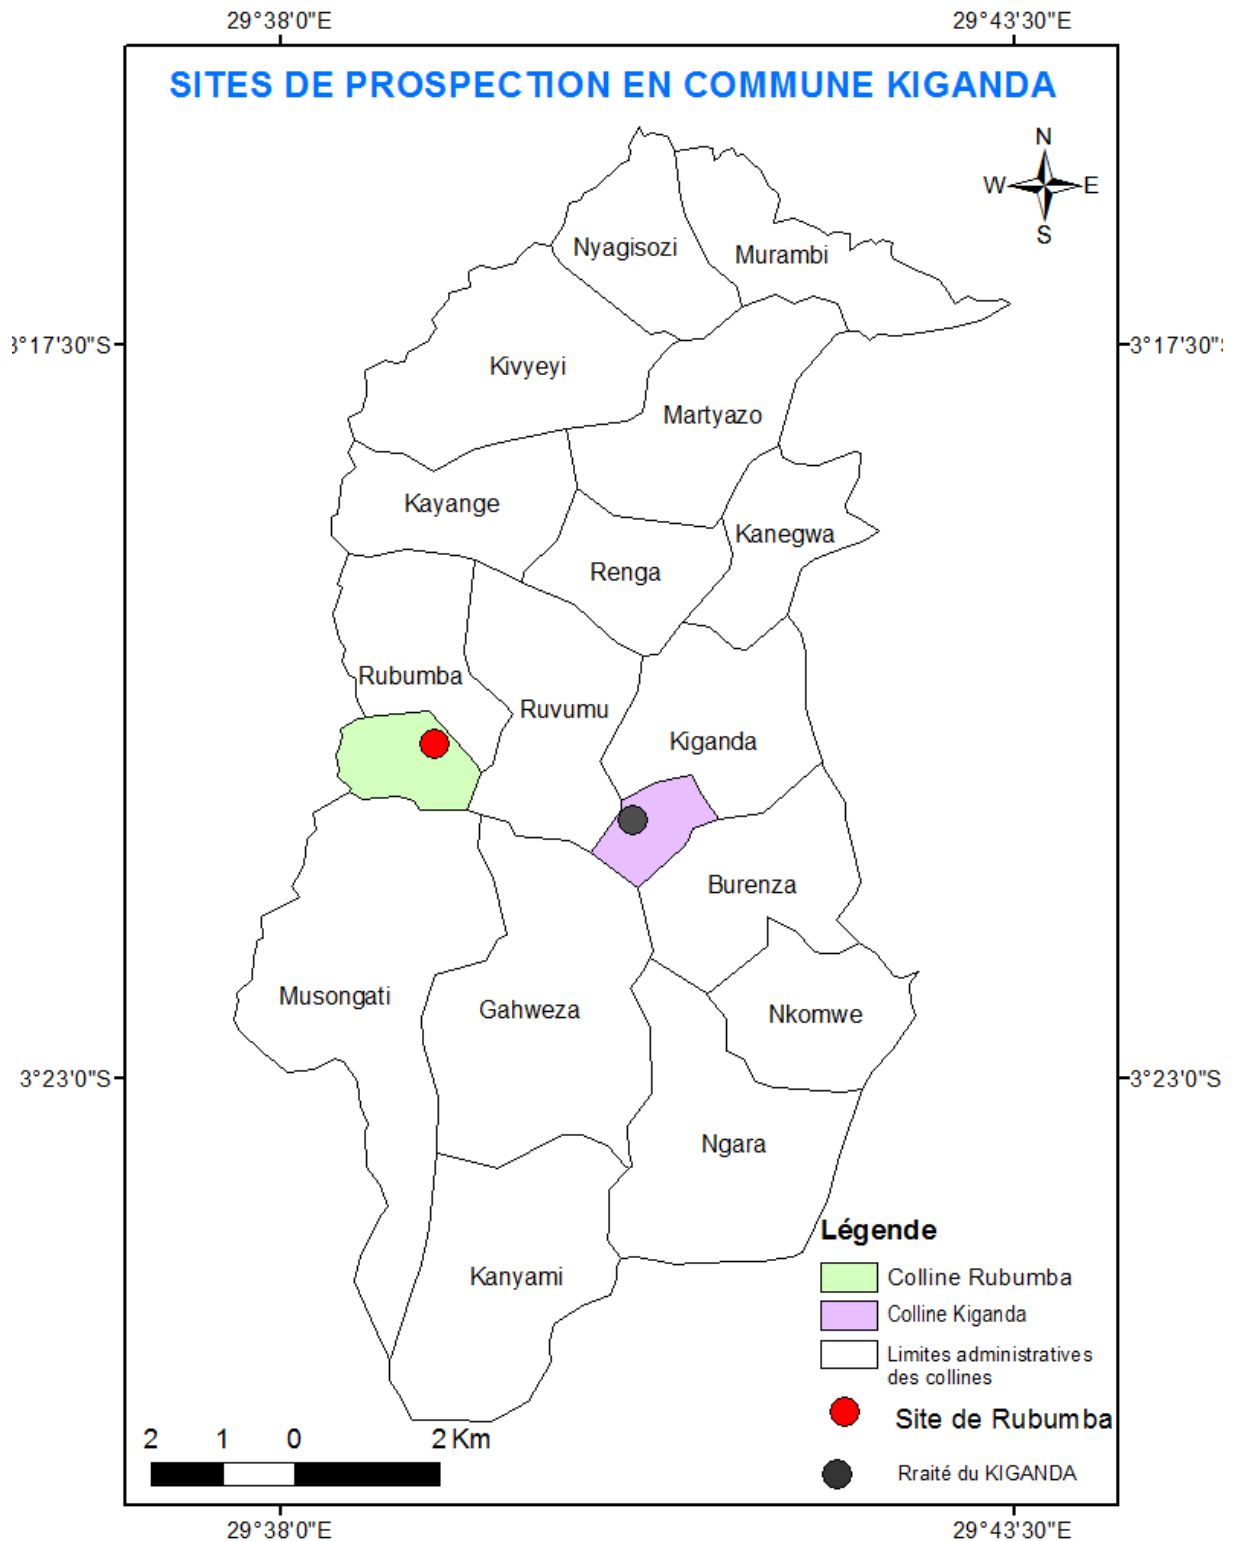 29°38'0"E 29°43'30"E
SITES DE PROSPECTION EN COMMUNE KIGANDA
N
W E
S
Nyagisozi
Murambi
3°17'30"S 3°17'30"S
Kivyeyi
Martyazo
Kayange
Kanegwa
Renga
Rubumba
Ruvumu
Kiganda
Burenza
Musongati
Gahweza
Nkomwe
3°23'0"S 3°23'0"S
Ngara
Kanyami
Légende
Colline Rubumba
Colline Kiganda
Limites administratives
des collines
Site de Rubumba
Rraité du KIGANDA
2 1 0 2 Km
29°38'0"E 29°43'30"E